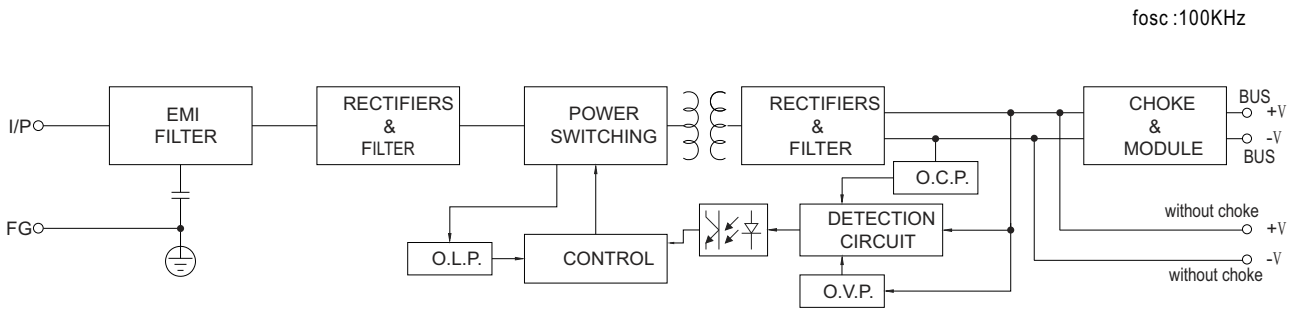 fosc :100KHz
I/P
EMI
FILTER
RECTIFIERS
&
FILTER
POWER
SWITCHING
RECTIFIERS
&
FILTER
CHOKE
&
MODULE
BUS
+V
-V
BUS
O.C.P.
FG
O.L.P.
CONTROL
DETECTION
CIRCUIT
O.V.P.
without choke
+V
-V
without choke